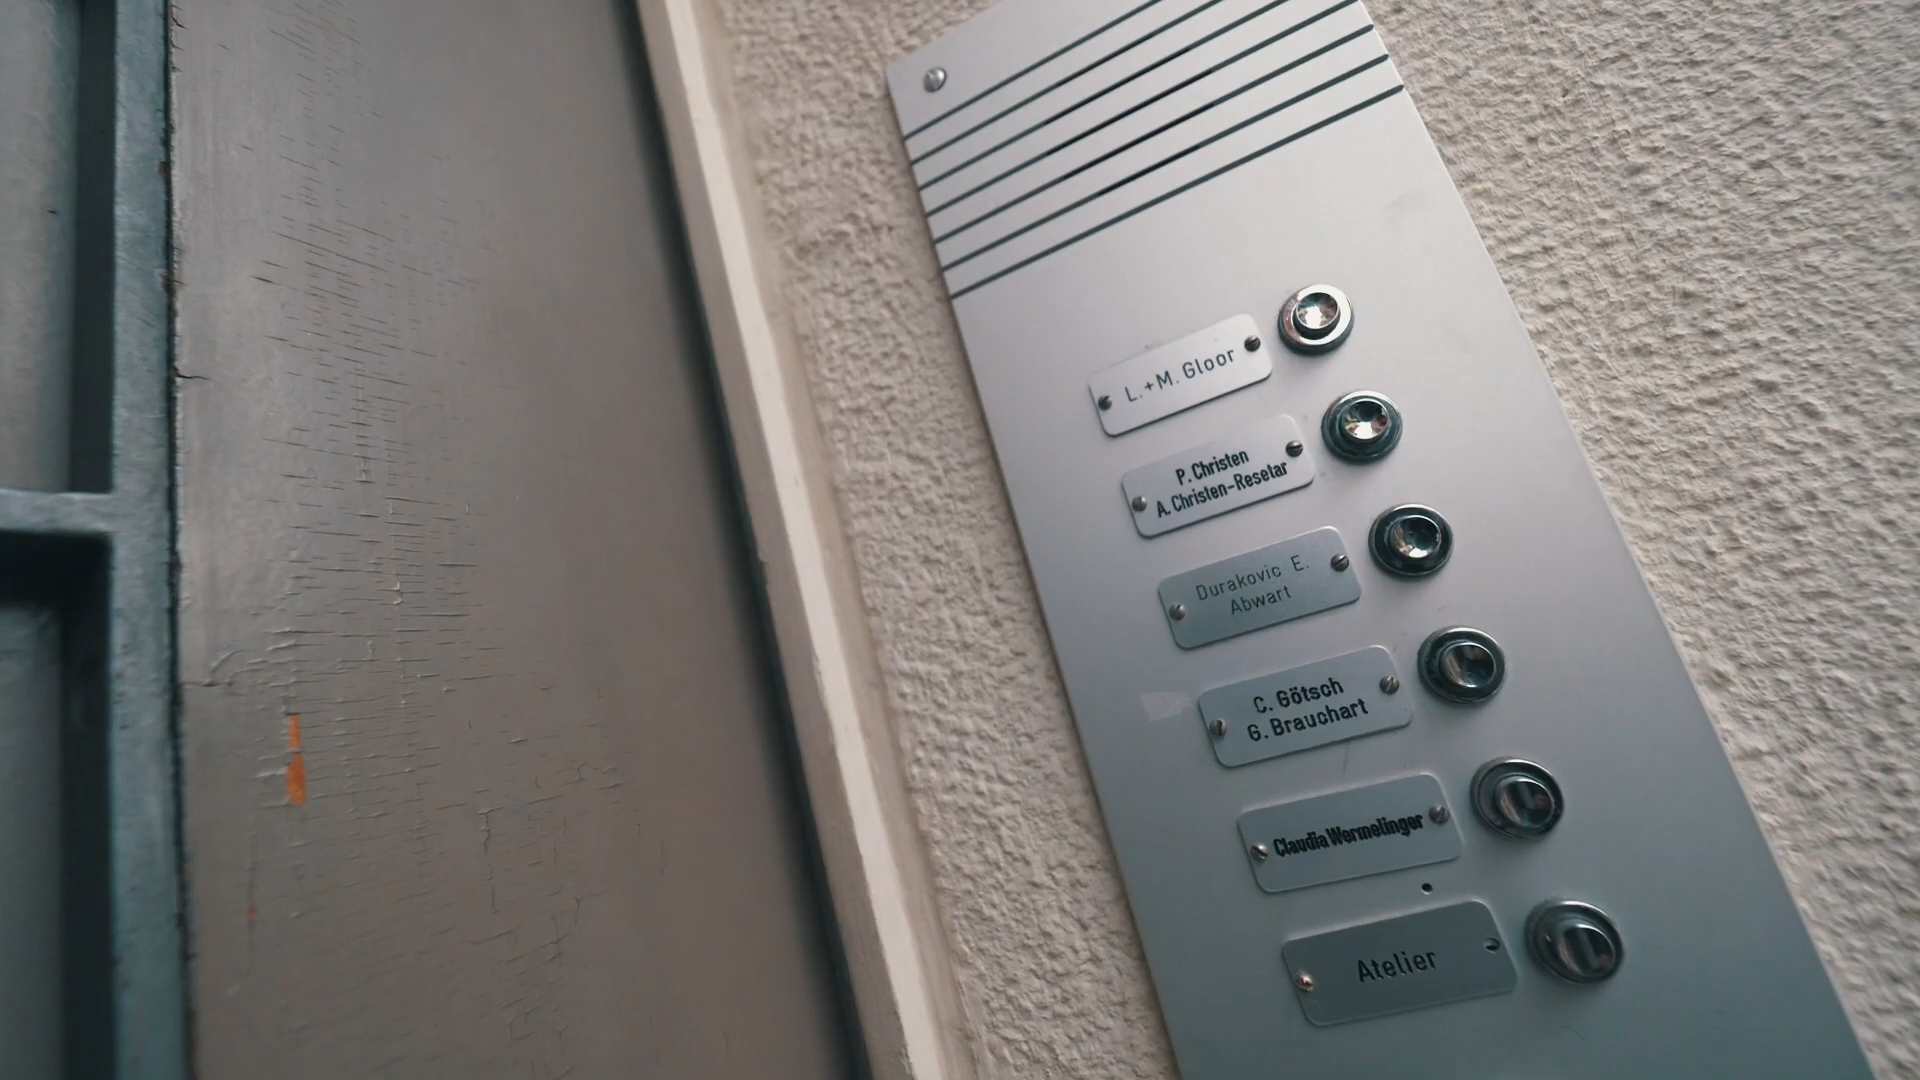 L.+M. Gloor
P. Christen
A. Christen-Resetar
Durakovic E.
Abwart
C. Götsch
G. Brauchart
Claudia Wermelinger
Atelier